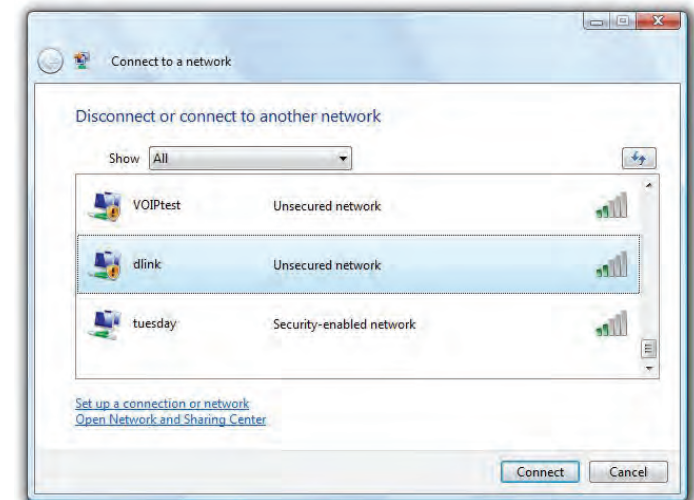 Connect to a network
Disconnect or connect to another network
Show All
VOIPtest Unsecured network
dlink Unsecured network
tuesday Security-enabled network
Set up a connection or network
Open Network and Sharing Center
Connect Cancel